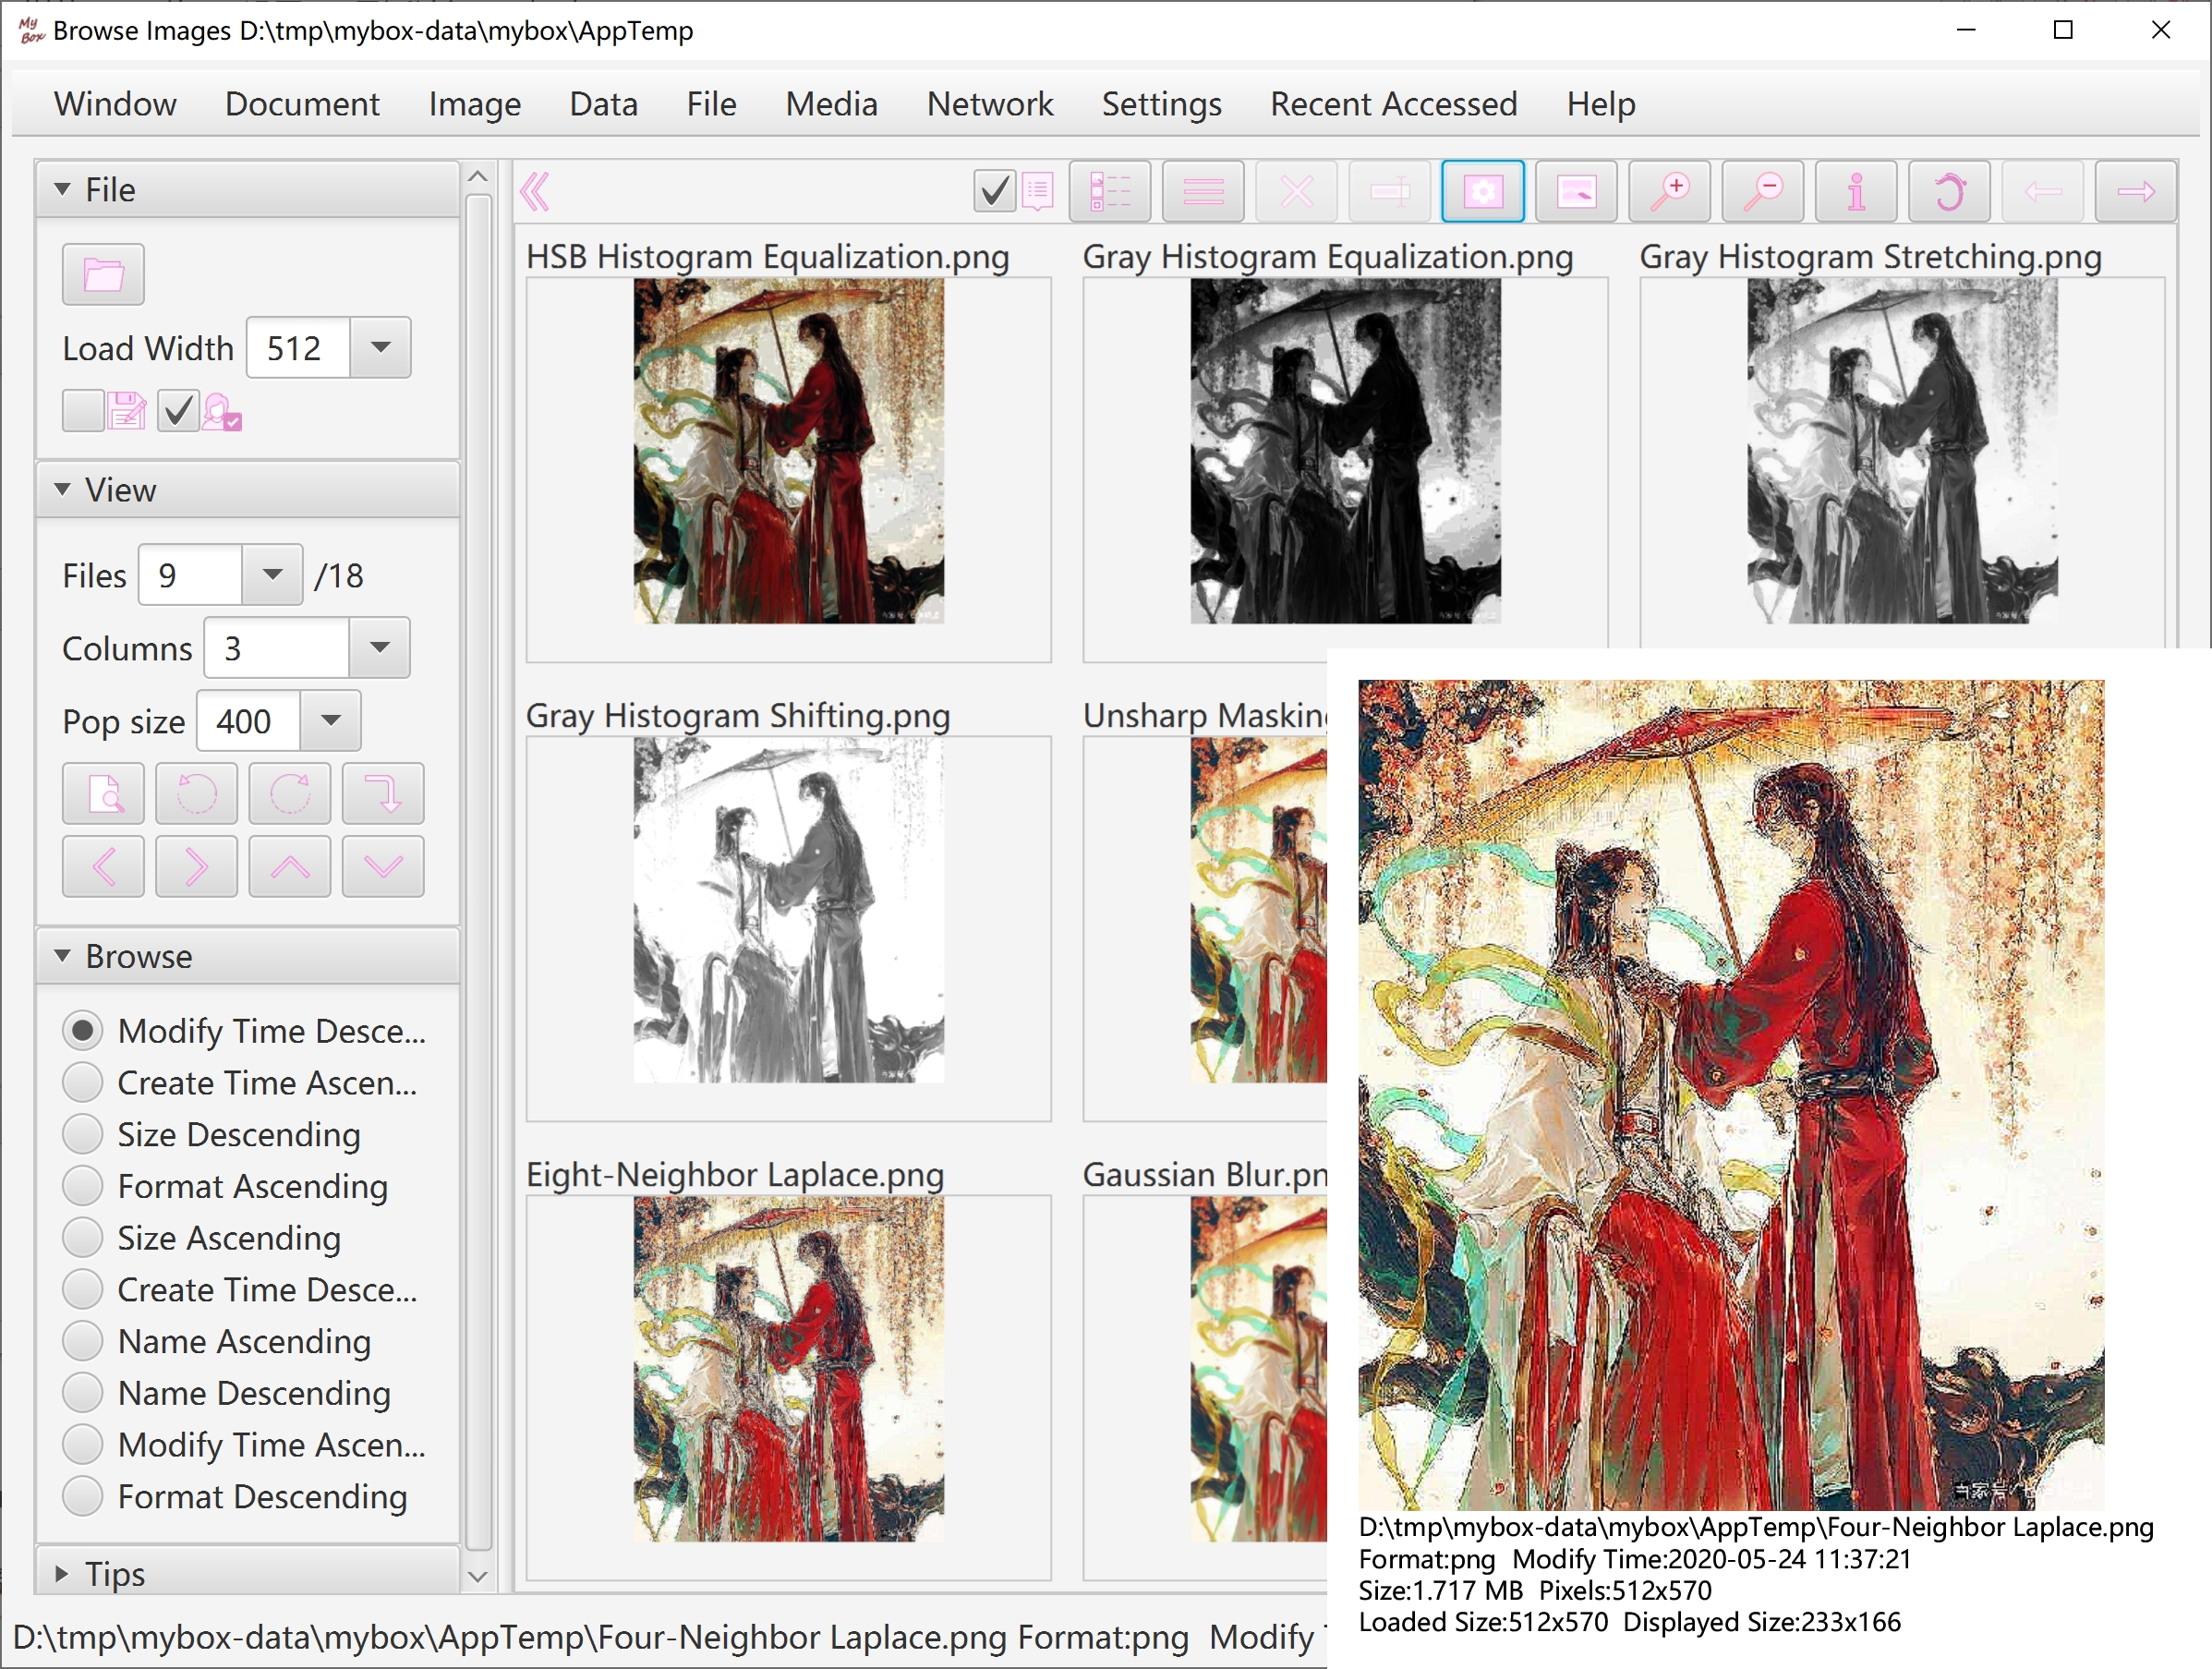 My
Box
Browse Images D:\tmp\mybox-data\mybox\AppTemp
Window Document Image Data File Media Network Settings Recent Accessed Help
File
Load Width 512
View
Files 9 /18
Columns 3
Pop size 400
Browse
Modify Time Desce...
Create Time Ascen...
Size Descending
Format Ascending
Size Ascending
Create Time Desce...
Name Ascending
Name Descending
Modify Time Ascen...
Format Descending
Tips
HSB Histogram Equalization.png
Gray Histogram Equalization.png
Gray Histogram Stretching.png
Gray Histogram Shifting.png
Unsharp Masking
Eight-Neighbor Laplace.png
Gaussian Blur.pn
D:\tmp\mybox-data\mybox\AppTemp\Four-Neighbor Laplace.png
Format:png Modify Time:2020-05-24 11:37:21
Size:1.717 MB Pixels:512x570
Loaded Size:512x570 Displayed Size:233x166
D:\tmp\mybox-data\mybox\AppTemp\Four-Neighbor Laplace.png Format:png Modify